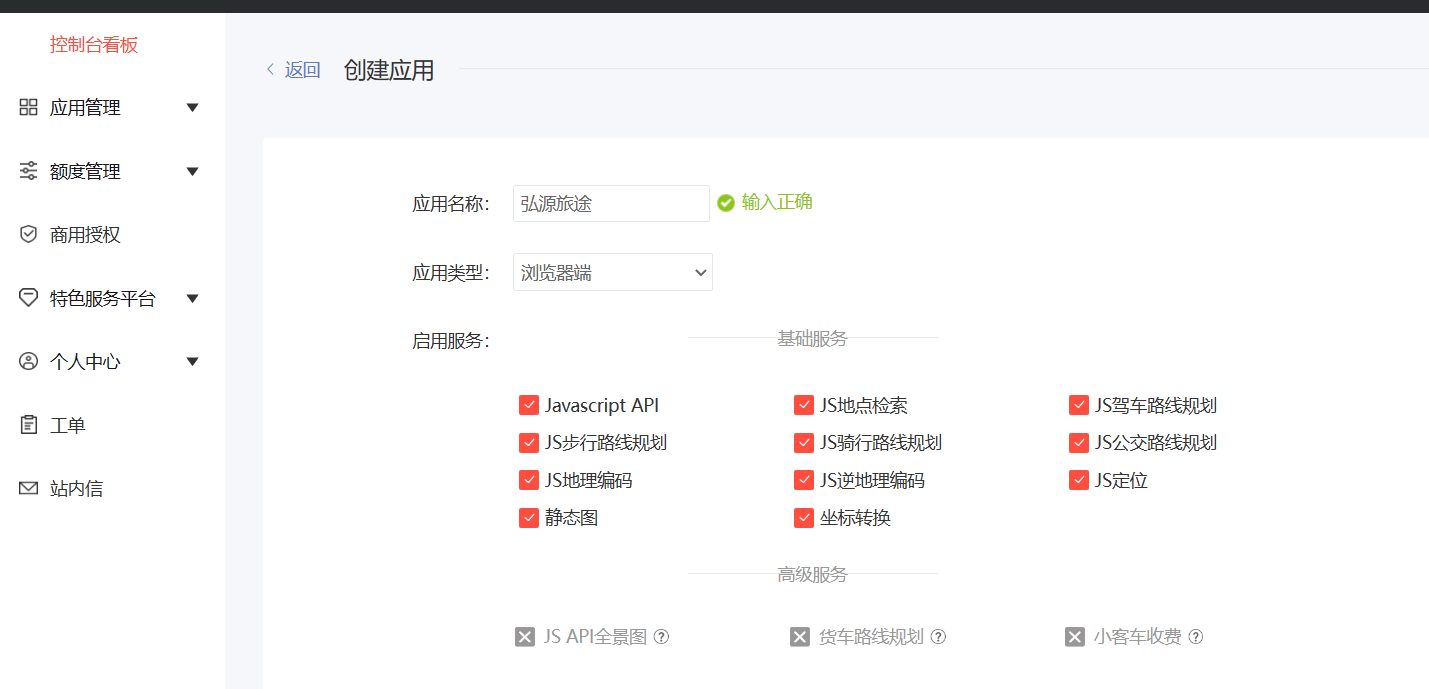 控制台看板
应用管理
额度管理
商用授权
特色服务平台
个人中心
工单
站内信
返回 创建应用
应用名称: 弘源旅途 输入正确
应用类型: 浏览器端
启用服务: 基础服务
Javascript API JS地点检索 JS驾车路线规划
JS步行路线规划 JS骑行路线规划 JS公交路线规划
JS地理编码 JS逆地理编码 JS定位
静态图 坐标转换
高级服务
JS API全景图 ? 货车路线规划 ? 小客车收费 ?